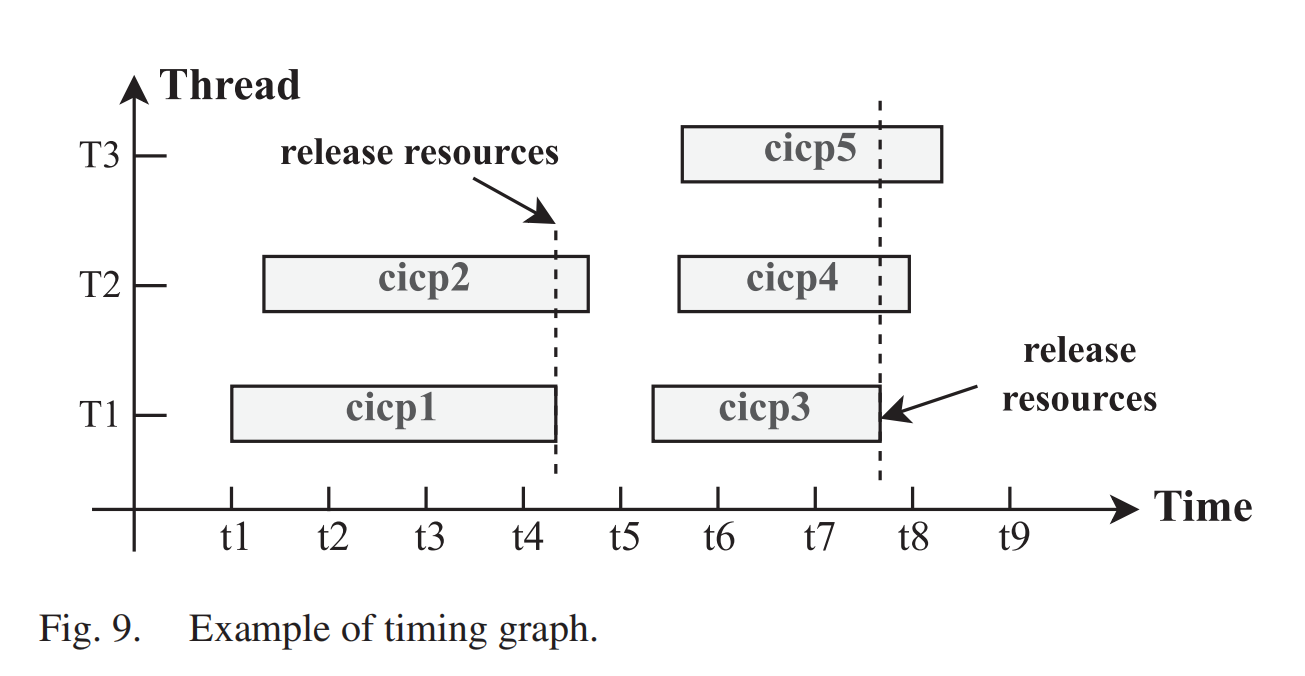 Thread
T3
cicp5
release resources
T2
cicp2
cicp4
release
resources
T1
cicp1
cicp3
Time
t1 t2 t3 t4 t5 t6 t7 t8 t9
Fig. 9. Example of timing graph.